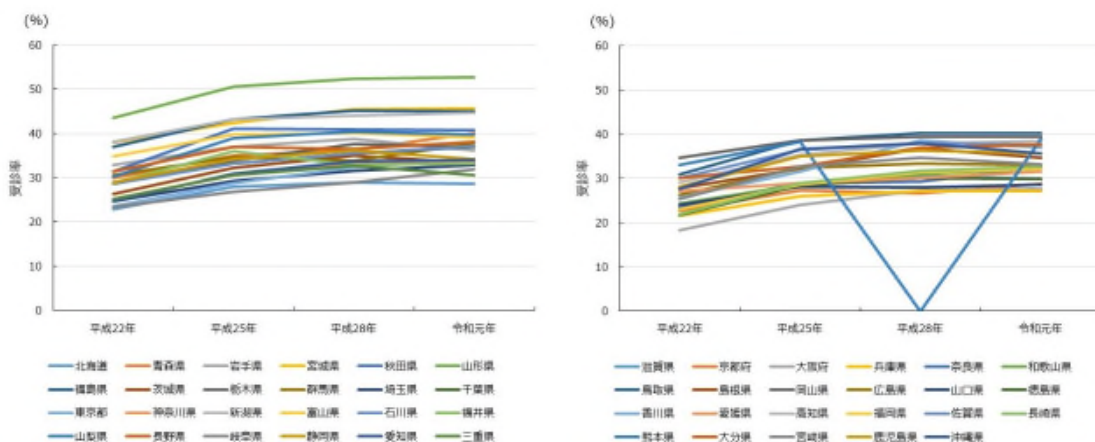 (%)
60
50
40
30
20
10
0
受診率
平成22年 平成25年 平成28年 令和元年
北海道 青森県 岩手県 宮城県 秋田県 山形県
福島県 茨城県 栃木県 群馬県 埼玉県 千葉県
東京都 神奈川県 新潟県 富山県 石川県 福井県
山梨県 長野県 岐阜県 静岡県 愛知県 三重県
(%)
60
50
40
30
20
10
0
受診率
平成22年 平成25年 平成28年 令和元年
滋賀県 京都府 大阪府 兵庫県 奈良県 和歌山県
鳥取県 島根県 岡山県 広島県 山口県 徳島県
香川県 愛媛県 高知県 福岡県 佐賀県 長崎県
熊本県 大分県 宮崎県 鹿児島県 沖縄県